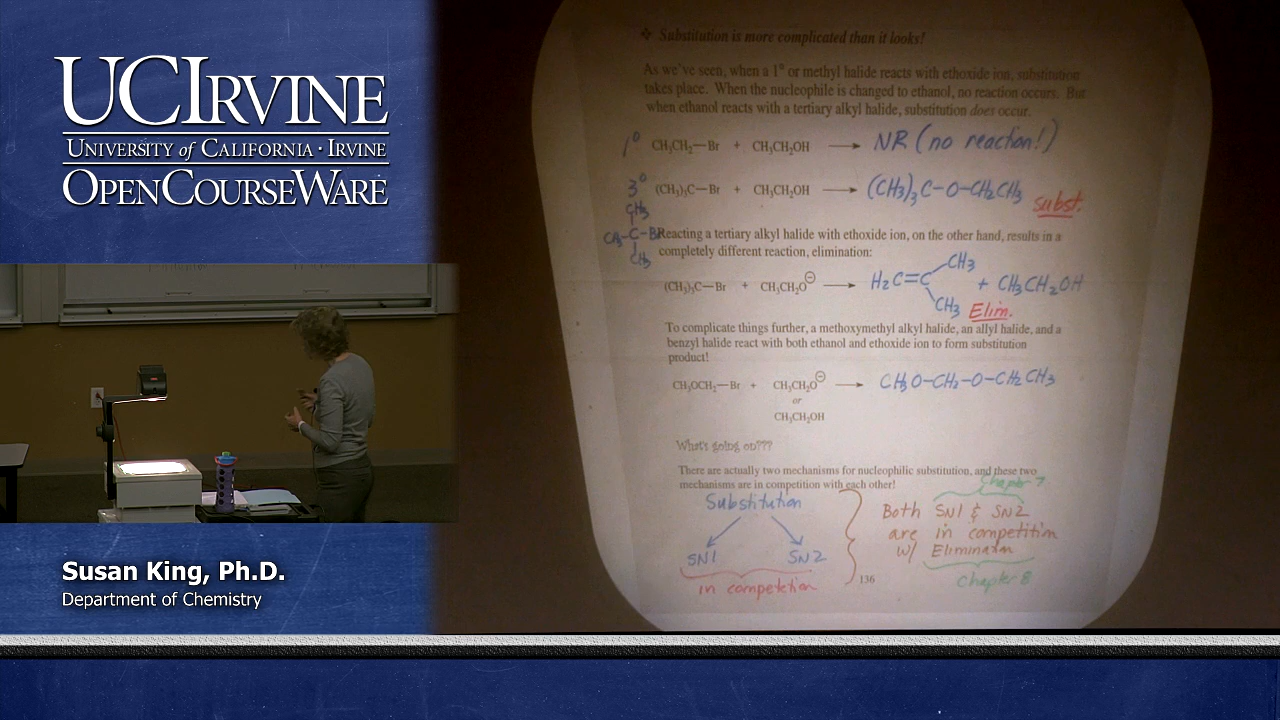 UCIRVINE
UNIVERSITY of CALIFORNIA · IRVINE
OPENCOURSEWARE
Susan King, Ph.D.
Department of Chemistry
❖ Substitution is more complicated than it looks!
As we've seen, when a 1° or methyl halide reacts with ethoxide ion, substitution
takes place. When the nucleophile is changed to ethanol, no reaction occurs. But
when ethanol reacts with a tertiary alkyl halide, substitution does occur.
1° CH₃CH₂—Br + CH₃CH₂OH → NR (no reaction!)
3° (CH₃)₃C—Br + CH₃CH₂OH → (CH3)₃C-O-CH₂CH₃ subst.
CH₃
CH₃-C-Br
CH₃
Reacting a tertiary alkyl halide with ethoxide ion, on the other hand, results in a
completely different reaction, elimination:
CH₃
(CH₃)₃C—Br + CH₃CH₂O⊖ → H₂C=C + CH₃CH₂OH
CH₃ Elim.
To complicate things further, a methoxymethyl alkyl halide, an allyl halide, and a
benzyl halide react with both ethanol and ethoxide ion to form substitution
product!
CH₃OCH₂—Br + CH₃CH₂O⊖ → CH₃O-CH₂-O-CH₂CH₃
or
CH₃CH₂OH
What's going on???
There are actually two mechanisms for nucleophilic substitution, and these two
mechanisms are in competition with each other!
Chapter 7
Substitution
SN1 SN2
in competetion
Both SN1 & SN2
are in competition
w/ Elimination
Chapter 8
136